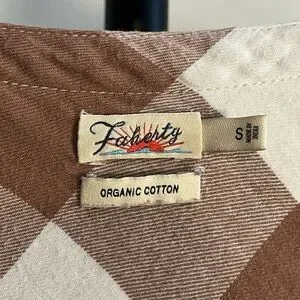 Faherty
S
MADE IN
INDIA
ORGANIC COTTON